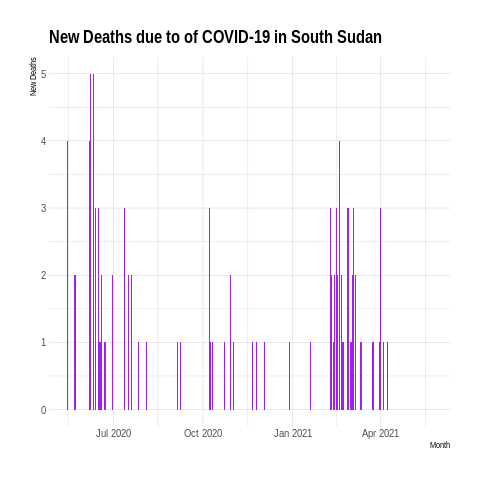 New Deaths due to of COVID-19 in South Sudan
New Deaths
5
4
3
2
1
0
Jul 2020 Oct 2020 Jan 2021 Apr 2021
Month